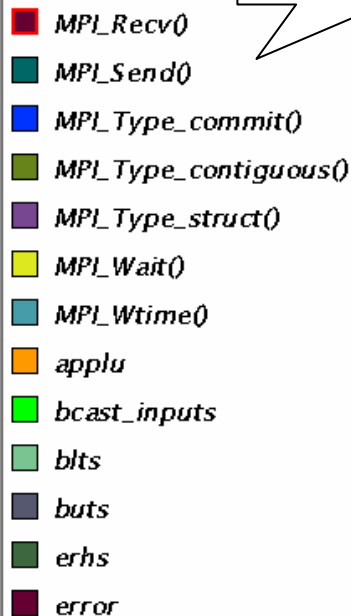 MPI_Recv()
MPI_Send()
MPI_Type_commit()
MPI_Type_contiguous()
MPI_Type_struct()
MPI_Wait()
MPI_Wtime()
applu
bcast_inputs
blts
buts
erhs
error